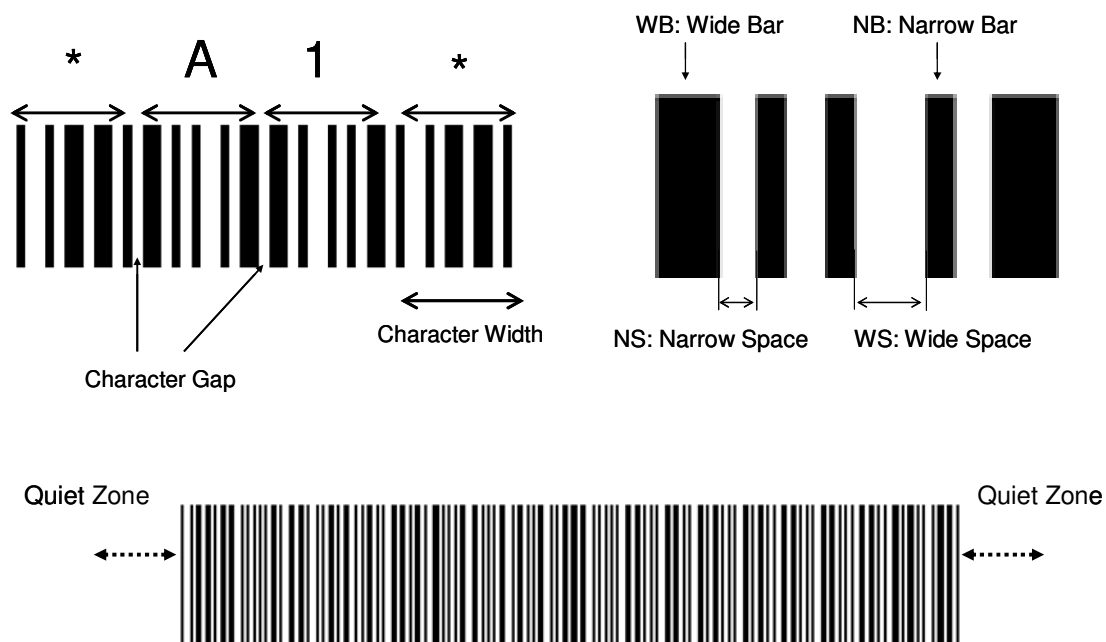 * A 1 *
Character Width
Character Gap
WB: Wide Bar
NB: Narrow Bar
NS: Narrow Space
WS: Wide Space
Quiet Zone
Quiet Zone